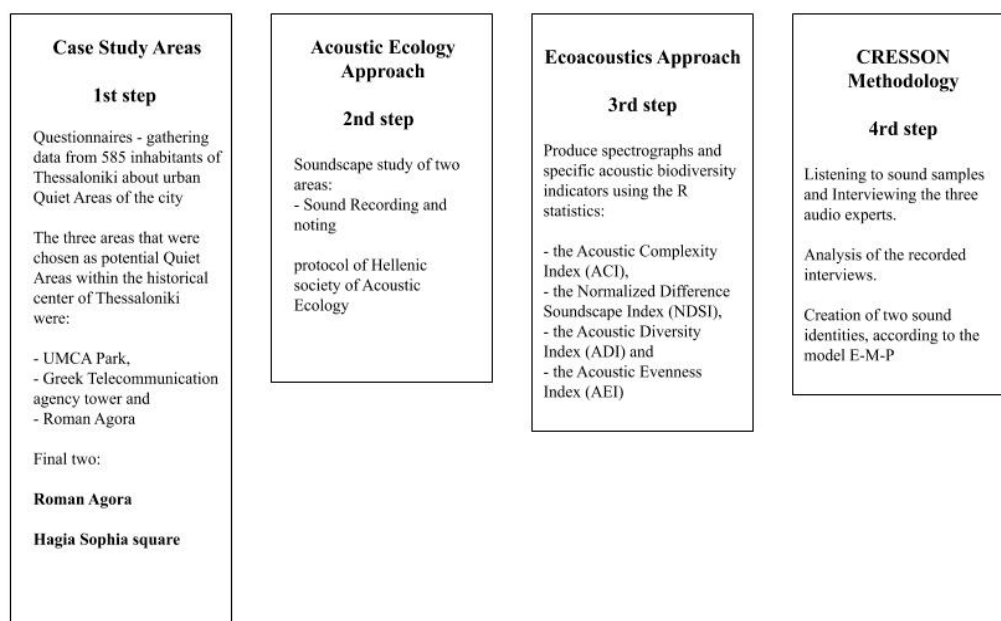 Case Study Areas
1st step
Questionnaires - gathering
data from 585 inhabitants of
Thessaloniki about urban
Quiet Areas of the city
The three areas that were
chosen as potential Quiet
Areas within the historical
center of Thessaloniki
were:
- UMCA Park,
- Greek Telecommunication
agency tower and
- Roman Agora
Final two:
Roman Agora
Hagia Sophia square
Acoustic Ecology
Approach
2nd step
Soundscape study of two
areas:
- Sound Recording and
noting
protocol of Hellenic
society of Acoustic
Ecology
Ecoacoustics Approach
3rd step
Produce spectrographs and
specific acoustic biodiversity
indicators using the R
statistics:
- the Acoustic Complexity
Index (ACI),
- the Normalized Difference
Soundscape Index (NDSI),
- the Acoustic Diversity
Index (ADI) and
- the Acoustic Evenness
Index (AEI)
CRESSON
Methodology
4rd step
Listening to sound samples
and Interviewing the three
audio experts.
Analysis of the recorded
interviews.
Creation of two sound
identities, according to the
model E-M-P